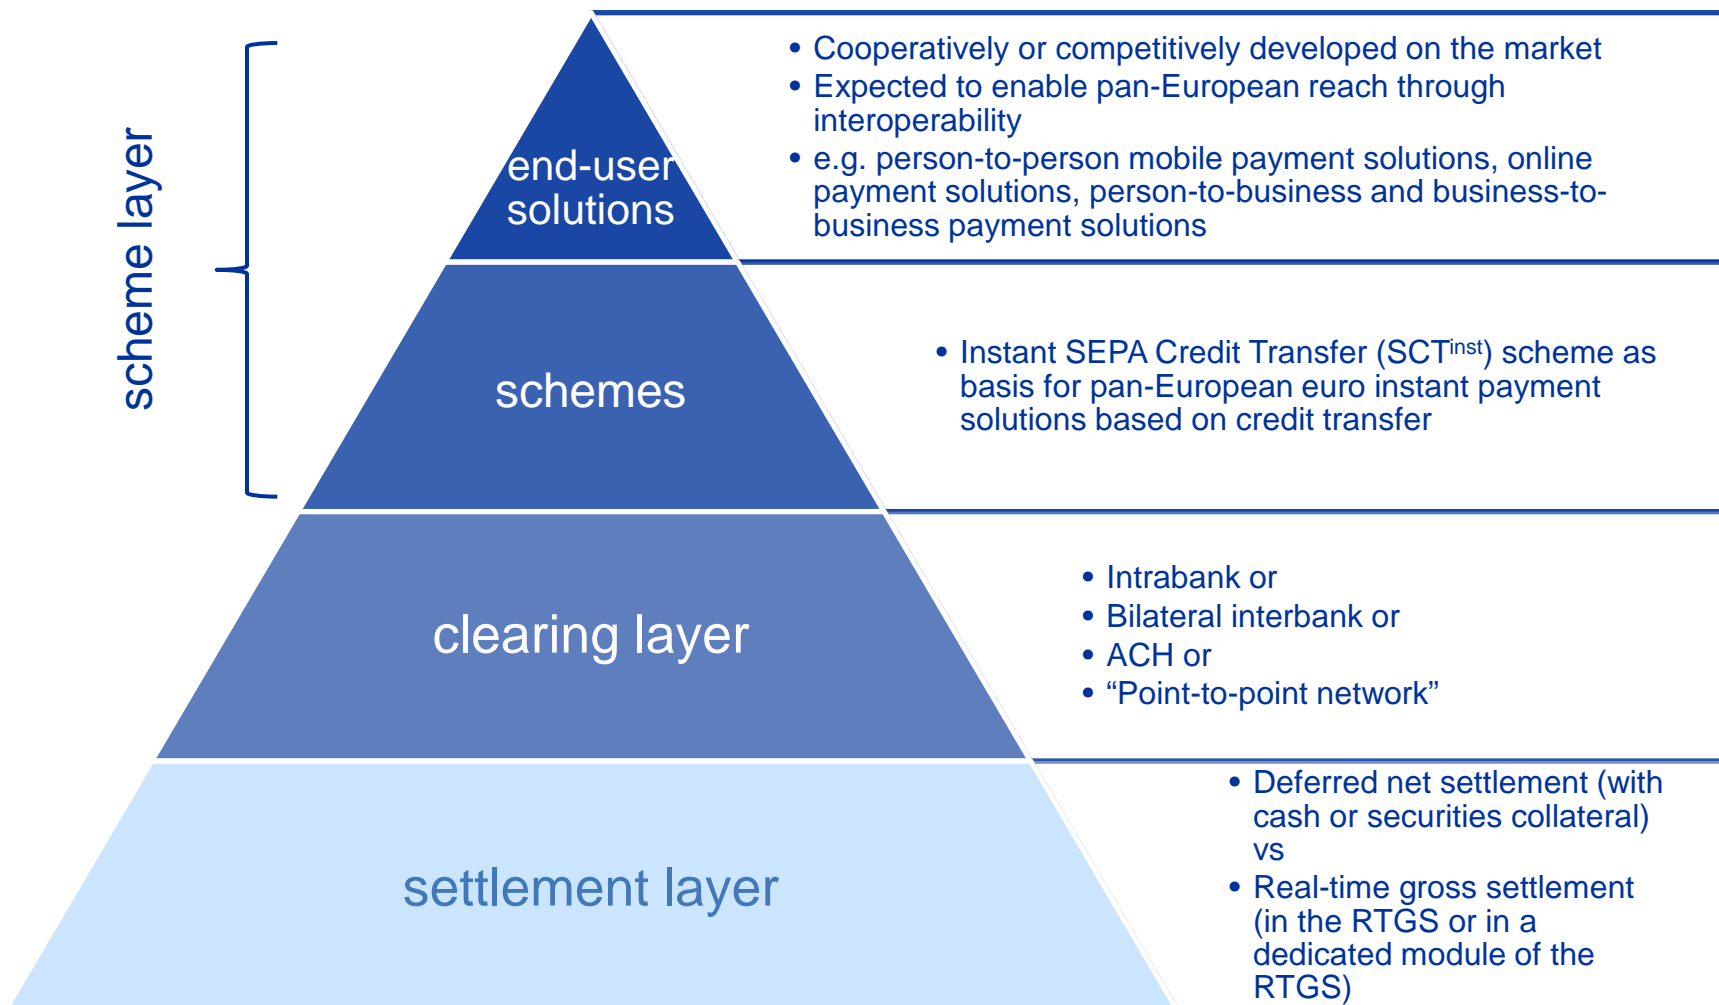 scheme layer
end-user
solutions
• Cooperatively or competitively developed on the market
• Expected to enable pan-European reach through
interoperability
• e.g. person-to-person mobile payment solutions, online
payment solutions, person-to-business and business-to-
business payment solutions
schemes
• Instant SEPA Credit Transfer (SCTinst) scheme as
basis for pan-European euro instant payment
solutions based on credit transfer
clearing layer
• Intrabank or
• Bilateral interbank or
• ACH or
• “Point-to-point network”
settlement layer
• Deferred net settlement (with
cash or securities collateral)
vs
• Real-time gross settlement
(in the RTGS or in a
dedicated module of the
RTGS)